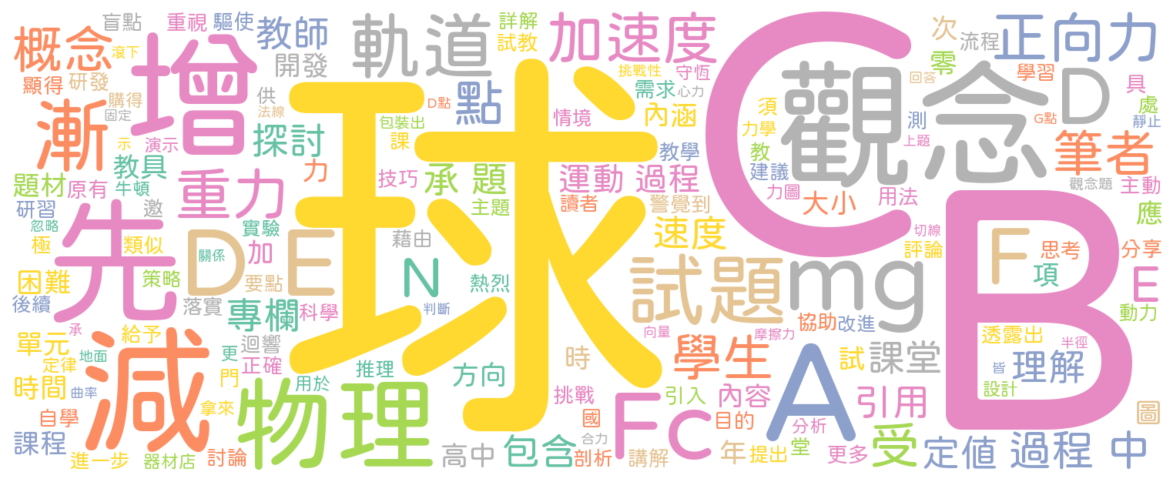 盲點
重視
驅使
教師
軌道
詳解
試教
加速度
次
流程
正向力
概念
滾下
增
開發
點
挑戰性
守恆
需求
心力
零
回答
學習
具
顯得
研發
購得
固定
供
法線
D點
包裝出
情境
內涵
觀念
D
處
G點
靜止
漸
示
演示
探討
課
球
C
須
力學
測
上題
筆者
教具
力
技巧
承
題
運動
過程
教學
教
建議
觀念題
主動
題材
原有
牛頓
重力
主題
讀者
警覺到
大小
力圖
用法
應
研習
忽略
邀
先
實驗
藉由
速度
切線
評論
B
極
類似
關係
加
D
E
N
熱烈
試題
mg
F
思考
分享
項
E
困難
策略
要點
後續
落實
專欄
科學
判斷
向量
協助
改進
透露出
動力
承
單元
給予
減
更
迴響
正確
時
摩擦力
學生
A
試
課堂
半徑
理解
地面
定律
時間
曲率
門
用於
推理
方向
皆
設計
拿來
物理
挑戰
引入
內容
引用
圖
自學
Fc
國
目的
分析
課程
進一步
器材店
討論
高中
包含
合力
剖析
講解
年
提出
堂
更多
受
定值
過程
中